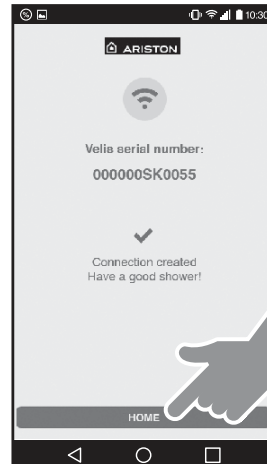 10:30
ARISTON
Velis serial number:
000000SK0055
Connection created
Have a good shower!
HOME